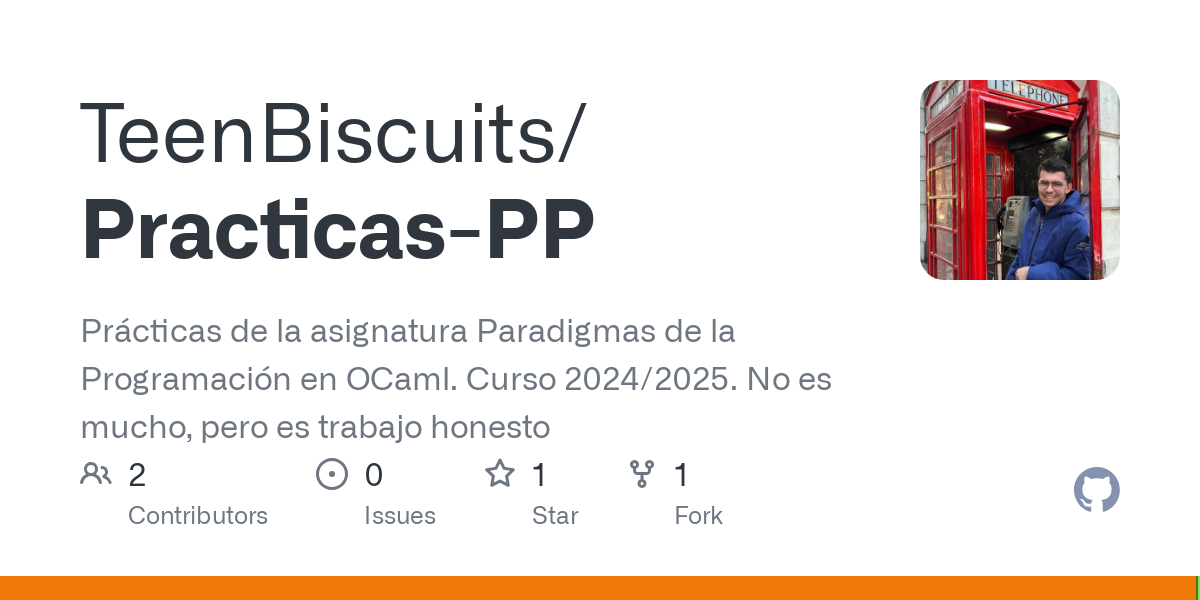 TeenBiscuits/
Practicas-PP
TELEPHONE
Prácticas de la asignatura Paradigmas de la
Programación en OCaml. Curso 2024/2025. No es
mucho, pero es trabajo honesto
2
Contributors
0
Issues
1
Star
1
Fork